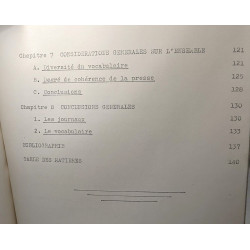 Chapitre 7 CONSIDERATIONS GENERALES SUR L'ENSEMBLE 121
A. Diversité du vocabulaire 121
B. Degré de cohérence de la presse 125
C. Conclusions 128
Chapitre 8 CONCLUSIONS GENERALES 130
1. Les journaux 130
2. Le vocabulaire 133
BIBLIOGRAPHIE 137
TABLE DES MATIERES